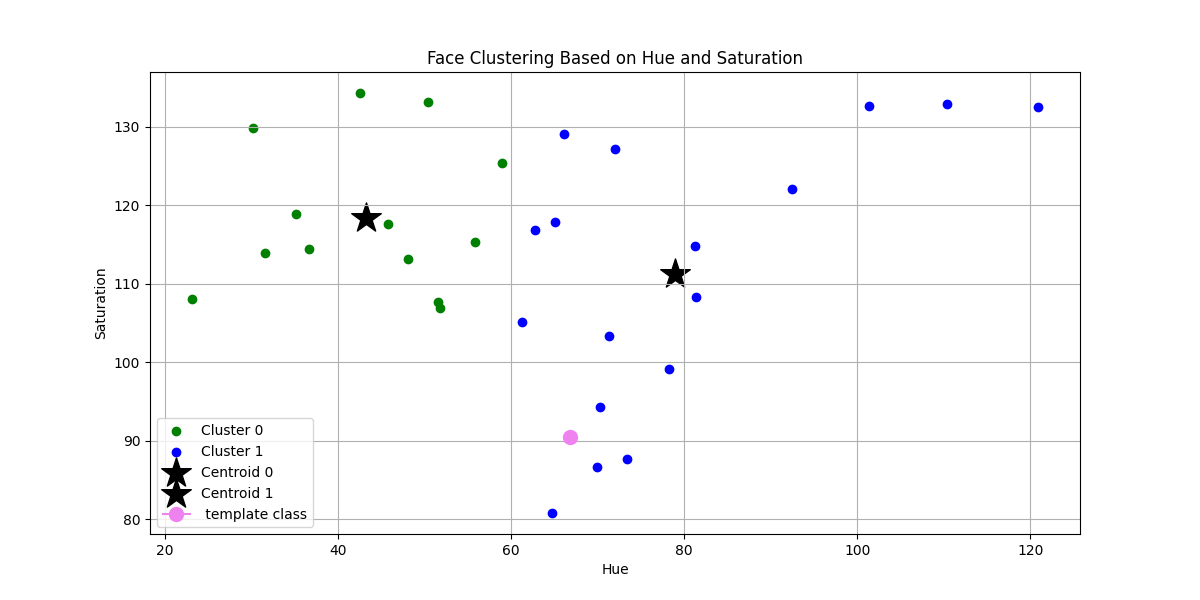 Face Clustering Based on Hue and Saturation
Saturation
130
120
110
100
90
80
Cluster 0
Cluster 1
Centroid 0
Centroid 1
template class
20 40 60 80 100 120
Hue